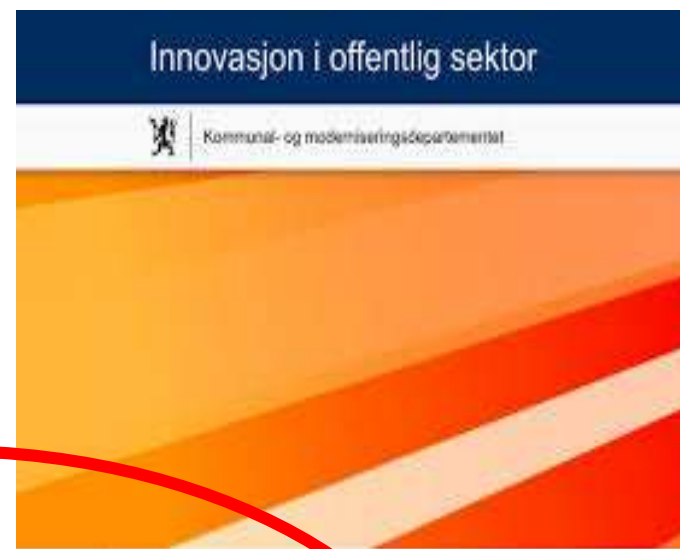 Innovasjon i offentlig sektor
Kommunal- og moderniseringsdepartementet